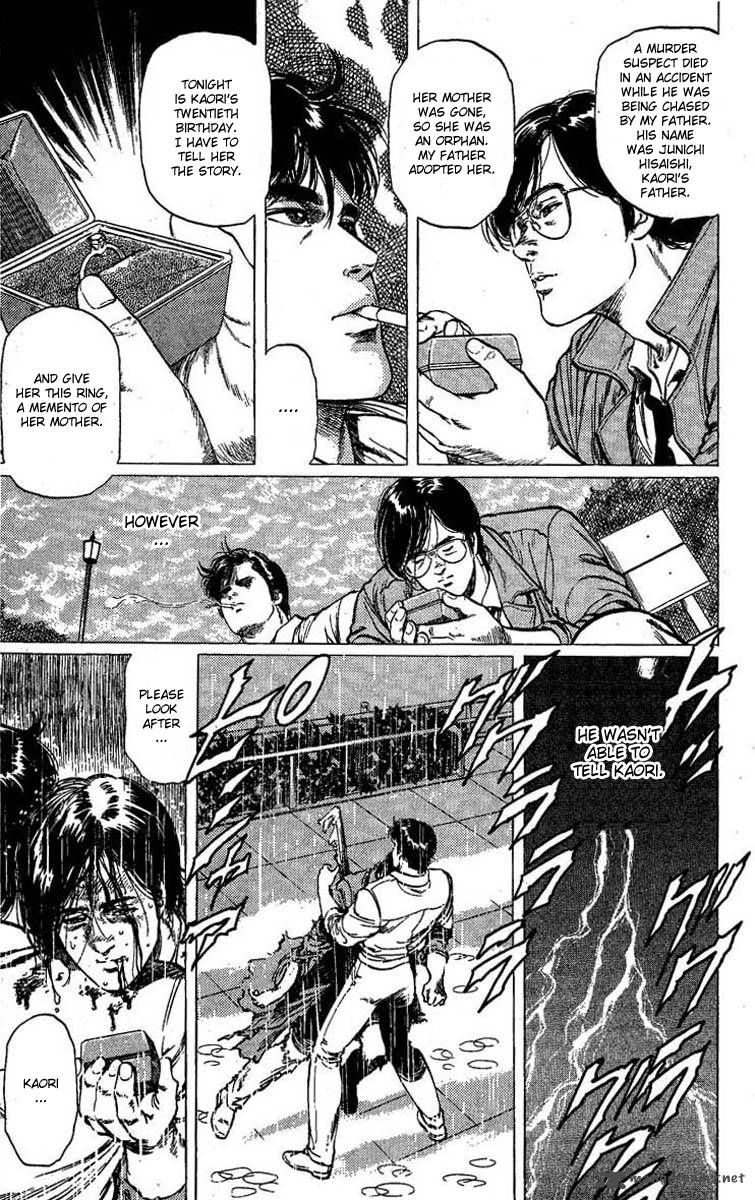 A MURDER
SUSPECT DIED
IN AN ACCIDENT
WHILE HE WAS
BEING CHASED
BY MY FATHER.
HIS NAME
WAS JUNICHI
HISAISHI,
KAORI'S
FATHER.
HER MOTHER
WAS GONE,
SO SHE WAS
AN ORPHAN.
MY FATHER
ADOPTED HER.
....
TONIGHT
IS KAORI'S
TWENTIETH
BIRTHDAY.
I HAVE TO
TELL HER
THE STORY.
AND GIVE
HER THIS RING,
A MEMENTO OF
HER MOTHER.
HOWEVER
...
HE WASN'T
ABLE TO
TELL KAORI.
PLEASE
LOOK
AFTER
...
KAORI
...